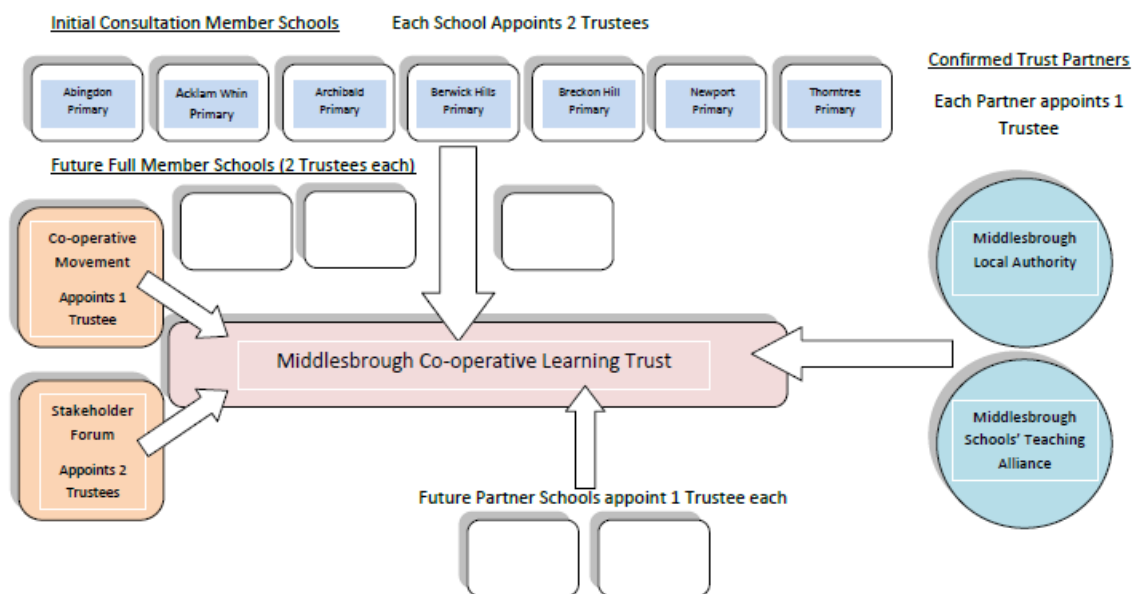 Initial Consultation Member Schools
Each School Appoints 2 Trustees
Abingdon
Primary
Acklam Whin
Primary
Archibald
Primary
Berwick Hills
Primary
Breckon Hill
Primary
Newport
Primary
Thorntree
Primary
Confirmed Trust Partners
Each Partner appoints 1
Trustee
Future Full Member Schools (2 Trustees each)
Co-operative
Movement
Appoints 1
Trustee
Middlesbrough
Local Authority
Middlesbrough Co-operative Learning Trust
Stakeholder
Forum
Appoints 2
Trustees
Middlesbrough
Schools’ Teaching
Alliance
Future Partner Schools appoint 1 Trustee each